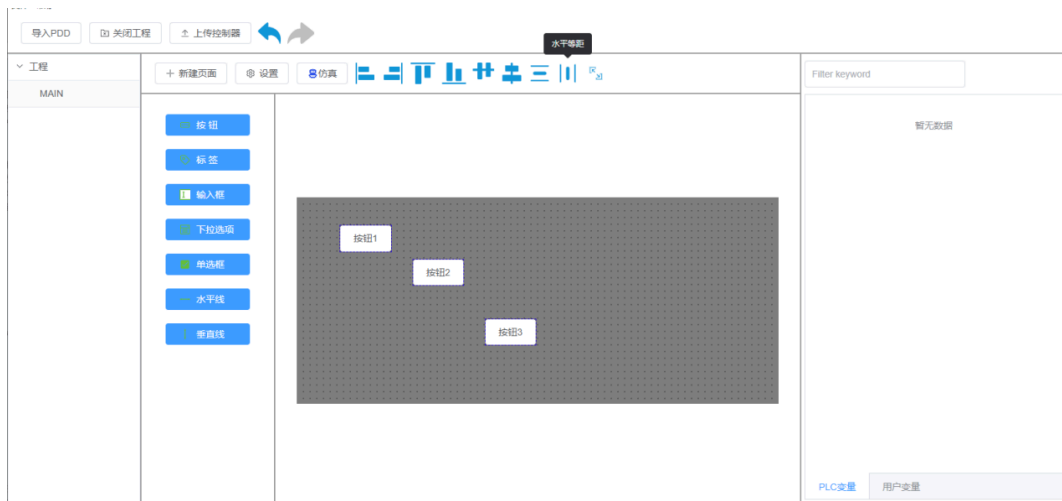 导入PDD 关闭工程 上传控制器
水平等距
工程
MAIN
+ 新建页面 设置 仿真
Filter keyword
暂无数据
按 钮
标 签
输入框
下拉选项
单选框
水平线
垂直线
按钮1
按钮2
按钮3
PLC变量 用户变量